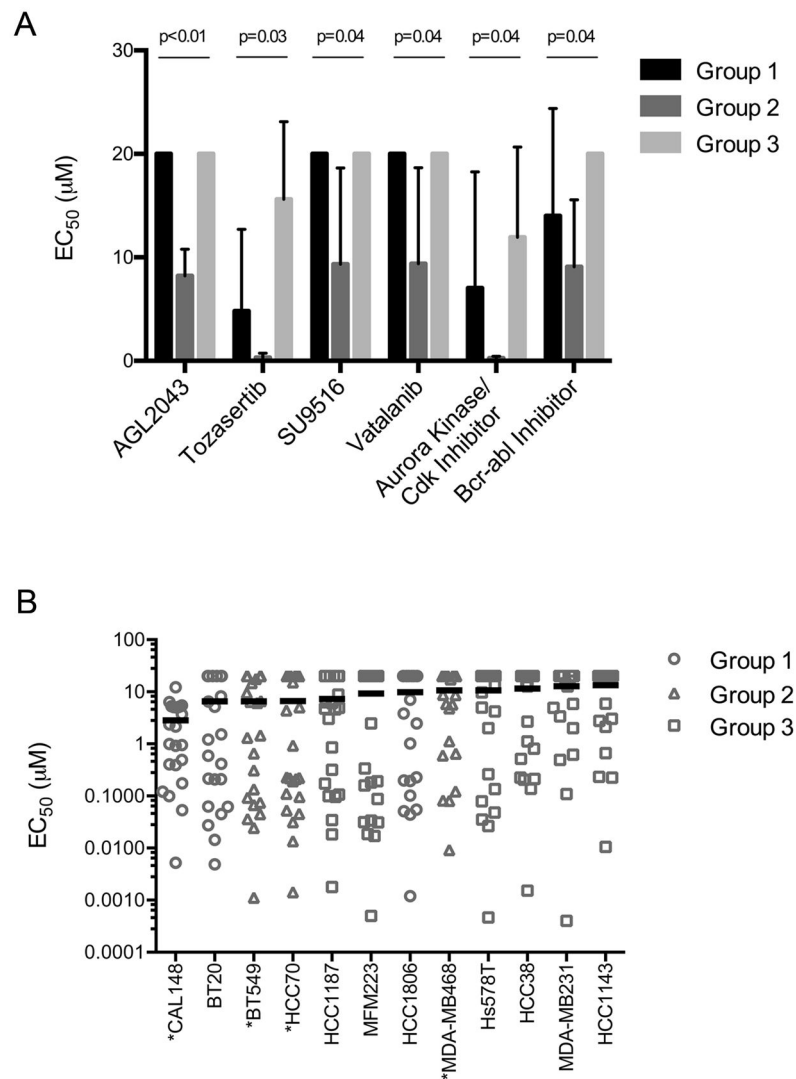 A
p<0.01 p=0.03 p=0.04 p=0.04 p=0.04 p=0.04
30
20
10
0
EC50 (µM)
Group 1
Group 2
Group 3
AGL2043
Tozasertib
SU9516
Vatalanib
Aurora Kinase/
Cdk Inhibitor
Bcr-abl Inhibitor
B
100
10
1
0.1000
0.0100
0.0010
0.0001
EC50 (µM)
Group 1
Group 2
Group 3
*CAL148
BT20
*BT549
*HCC70
HCC1187
MFM223
HCC1806
*MDA-MB468
Hs578T
HCC38
MDA-MB231
HCC1143